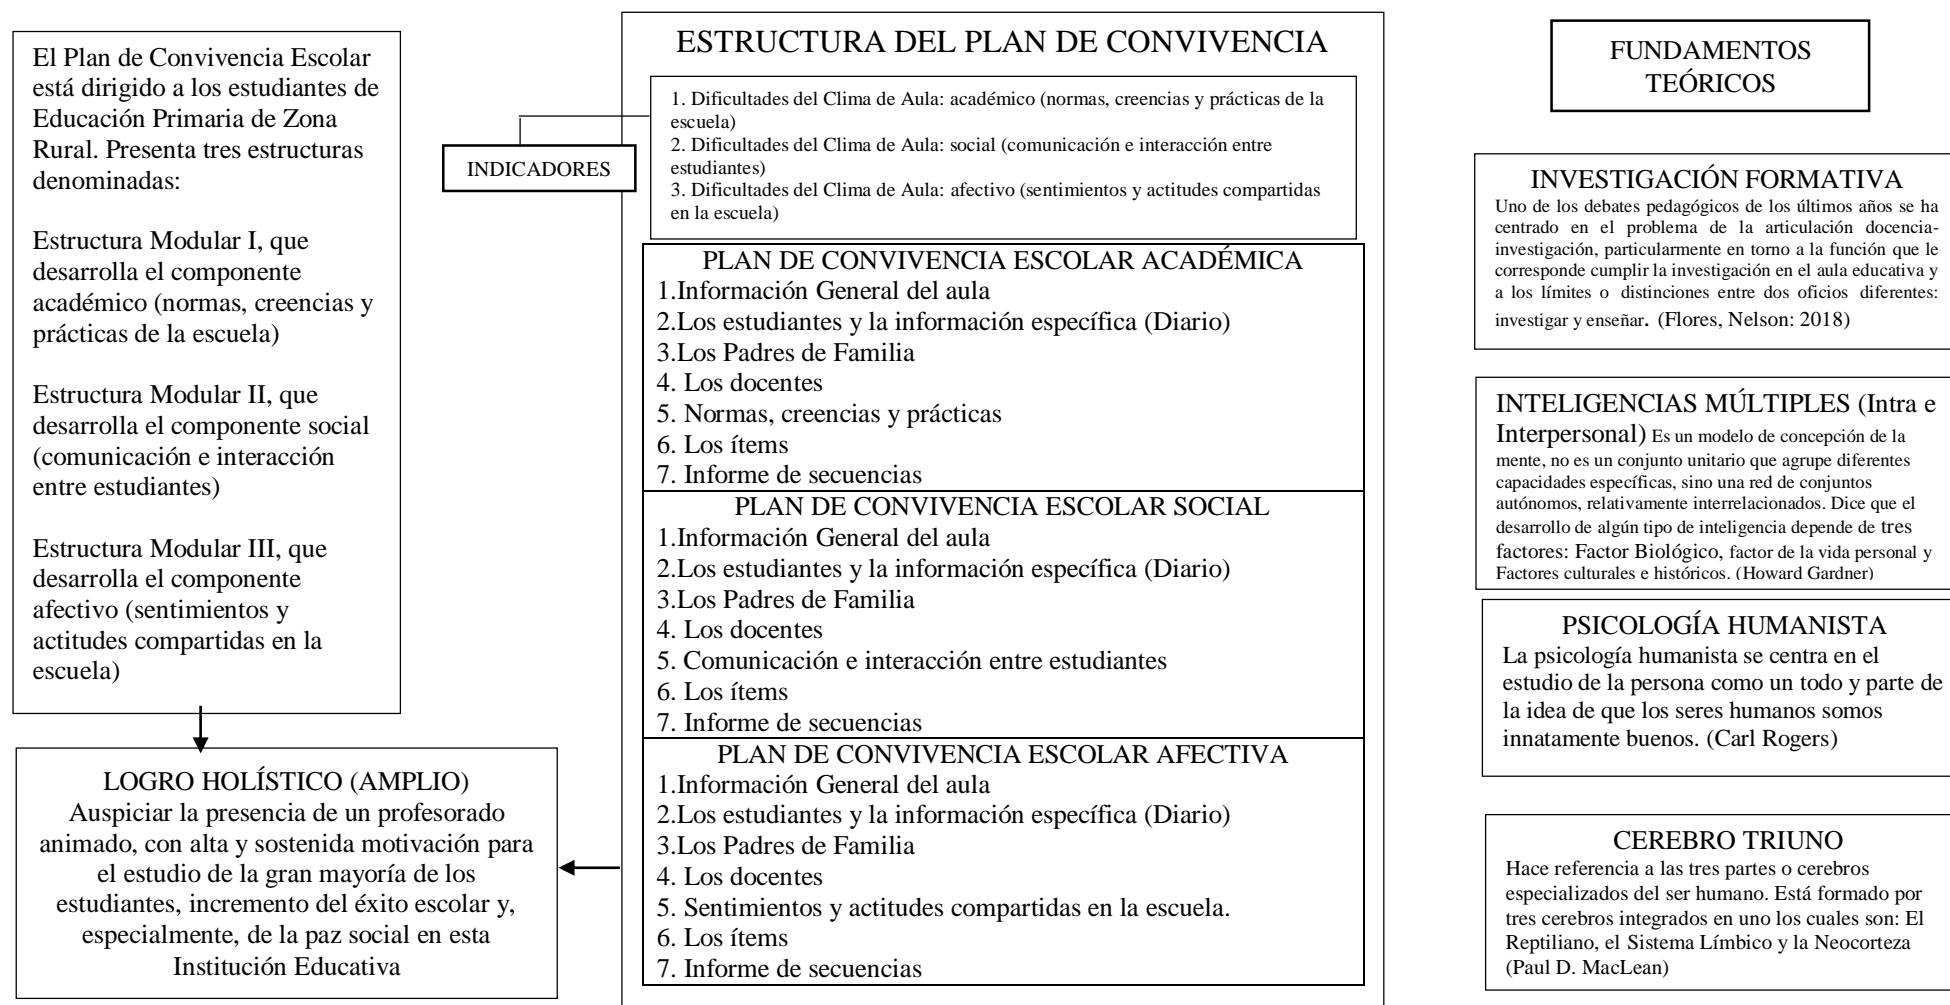 El Plan de Convivencia Escolar
está dirigido a los estudiantes de
Educación Primaria de Zona
Rural. Presenta tres estructuras
denominadas:
Estructura Modular I, que
desarrolla el componente
académico (normas, creencias y
prácticas de la escuela)
Estructura Modular II, que
desarrolla el componente social
(comunicación e interacción
entre estudiantes)
Estructura Modular III, que
desarrolla el componente
afectivo (sentimientos y
actitudes compartidas en la
escuela)
LOGRO HOLÍSTICO (AMPLIO)
Auspiciar la presencia de un profesorado
animado, con alta y sostenida motivación para
el estudio de la gran mayoría de los
estudiantes, incremento del éxito escolar y,
especialmente, de la paz social en esta
Institución Educativa
INDICADORES
ESTRUCTURA DEL PLAN DE CONVIVENCIA
1. Dificultades del Clima de Aula: académico (normas, creencias y prácticas de la
escuela)
2. Dificultades del Clima de Aula: social (comunicación e interacción entre
estudiantes)
3. Dificultades del Clima de Aula: afectivo (sentimientos y actitudes compartidas
en la escuela)
PLAN DE CONVIVENCIA ESCOLAR ACADÉMICA
1.Información General del aula
2.Los estudiantes y la información específica (Diario)
3.Los Padres de Familia
4. Los docentes
5. Normas, creencias y prácticas
6. Los ítems
7. Informe de secuencias
PLAN DE CONVIVENCIA ESCOLAR SOCIAL
1.Información General del aula
2.Los estudiantes y la información específica (Diario)
3.Los Padres de Familia
4. Los docentes
5. Comunicación e interacción entre estudiantes
6. Los ítems
7. Informe de secuencias
PLAN DE CONVIVENCIA ESCOLAR AFECTIVA
1.Información General del aula
2.Los estudiantes y la información específica (Diario)
3.Los Padres de Familia
4. Los docentes
5. Sentimientos y actitudes compartidas en la escuela.
6. Los ítems
7. Informe de secuencias
FUNDAMENTOS
TEÓRICOS
INVESTIGACIÓN FORMATIVA
Uno de los debates pedagógicos de los últimos años se ha
centrado en el problema de la articulación docencia-
investigación, particularmente en torno a la función que le
corresponde cumplir la investigación en el aula educativa y
a los límites o distinciones entre dos oficios diferentes:
investigar y enseñar. (Flores, Nelson: 2018)
INTELIGENCIAS MÚLTIPLES (Intra e
Interpersonal) Es un modelo de concepción de la
mente, no es un conjunto unitario que agrupe diferentes
capacidades específicas, sino una red de conjuntos
autónomos, relativamente interrelacionados. Dice que el
desarrollo de algún tipo de inteligencia depende de tres
factores: Factor Biológico, factor de la vida personal y
Factores culturales e históricos. (Howard Gardner)
PSICOLOGÍA HUMANISTA
La psicología humanista se centra en el
estudio de la persona como un todo y parte de
la idea de que los seres humanos somos
innatamente buenos. (Carl Rogers)
CEREBRO TRIUNO
Hace referencia a las tres partes o cerebros
especializados del ser humano. Está formado por
tres cerebros integrados en uno los cuales son: El
Reptiliano, el Sistema Límbico y la Neocorteza
(Paul D. MacLean)